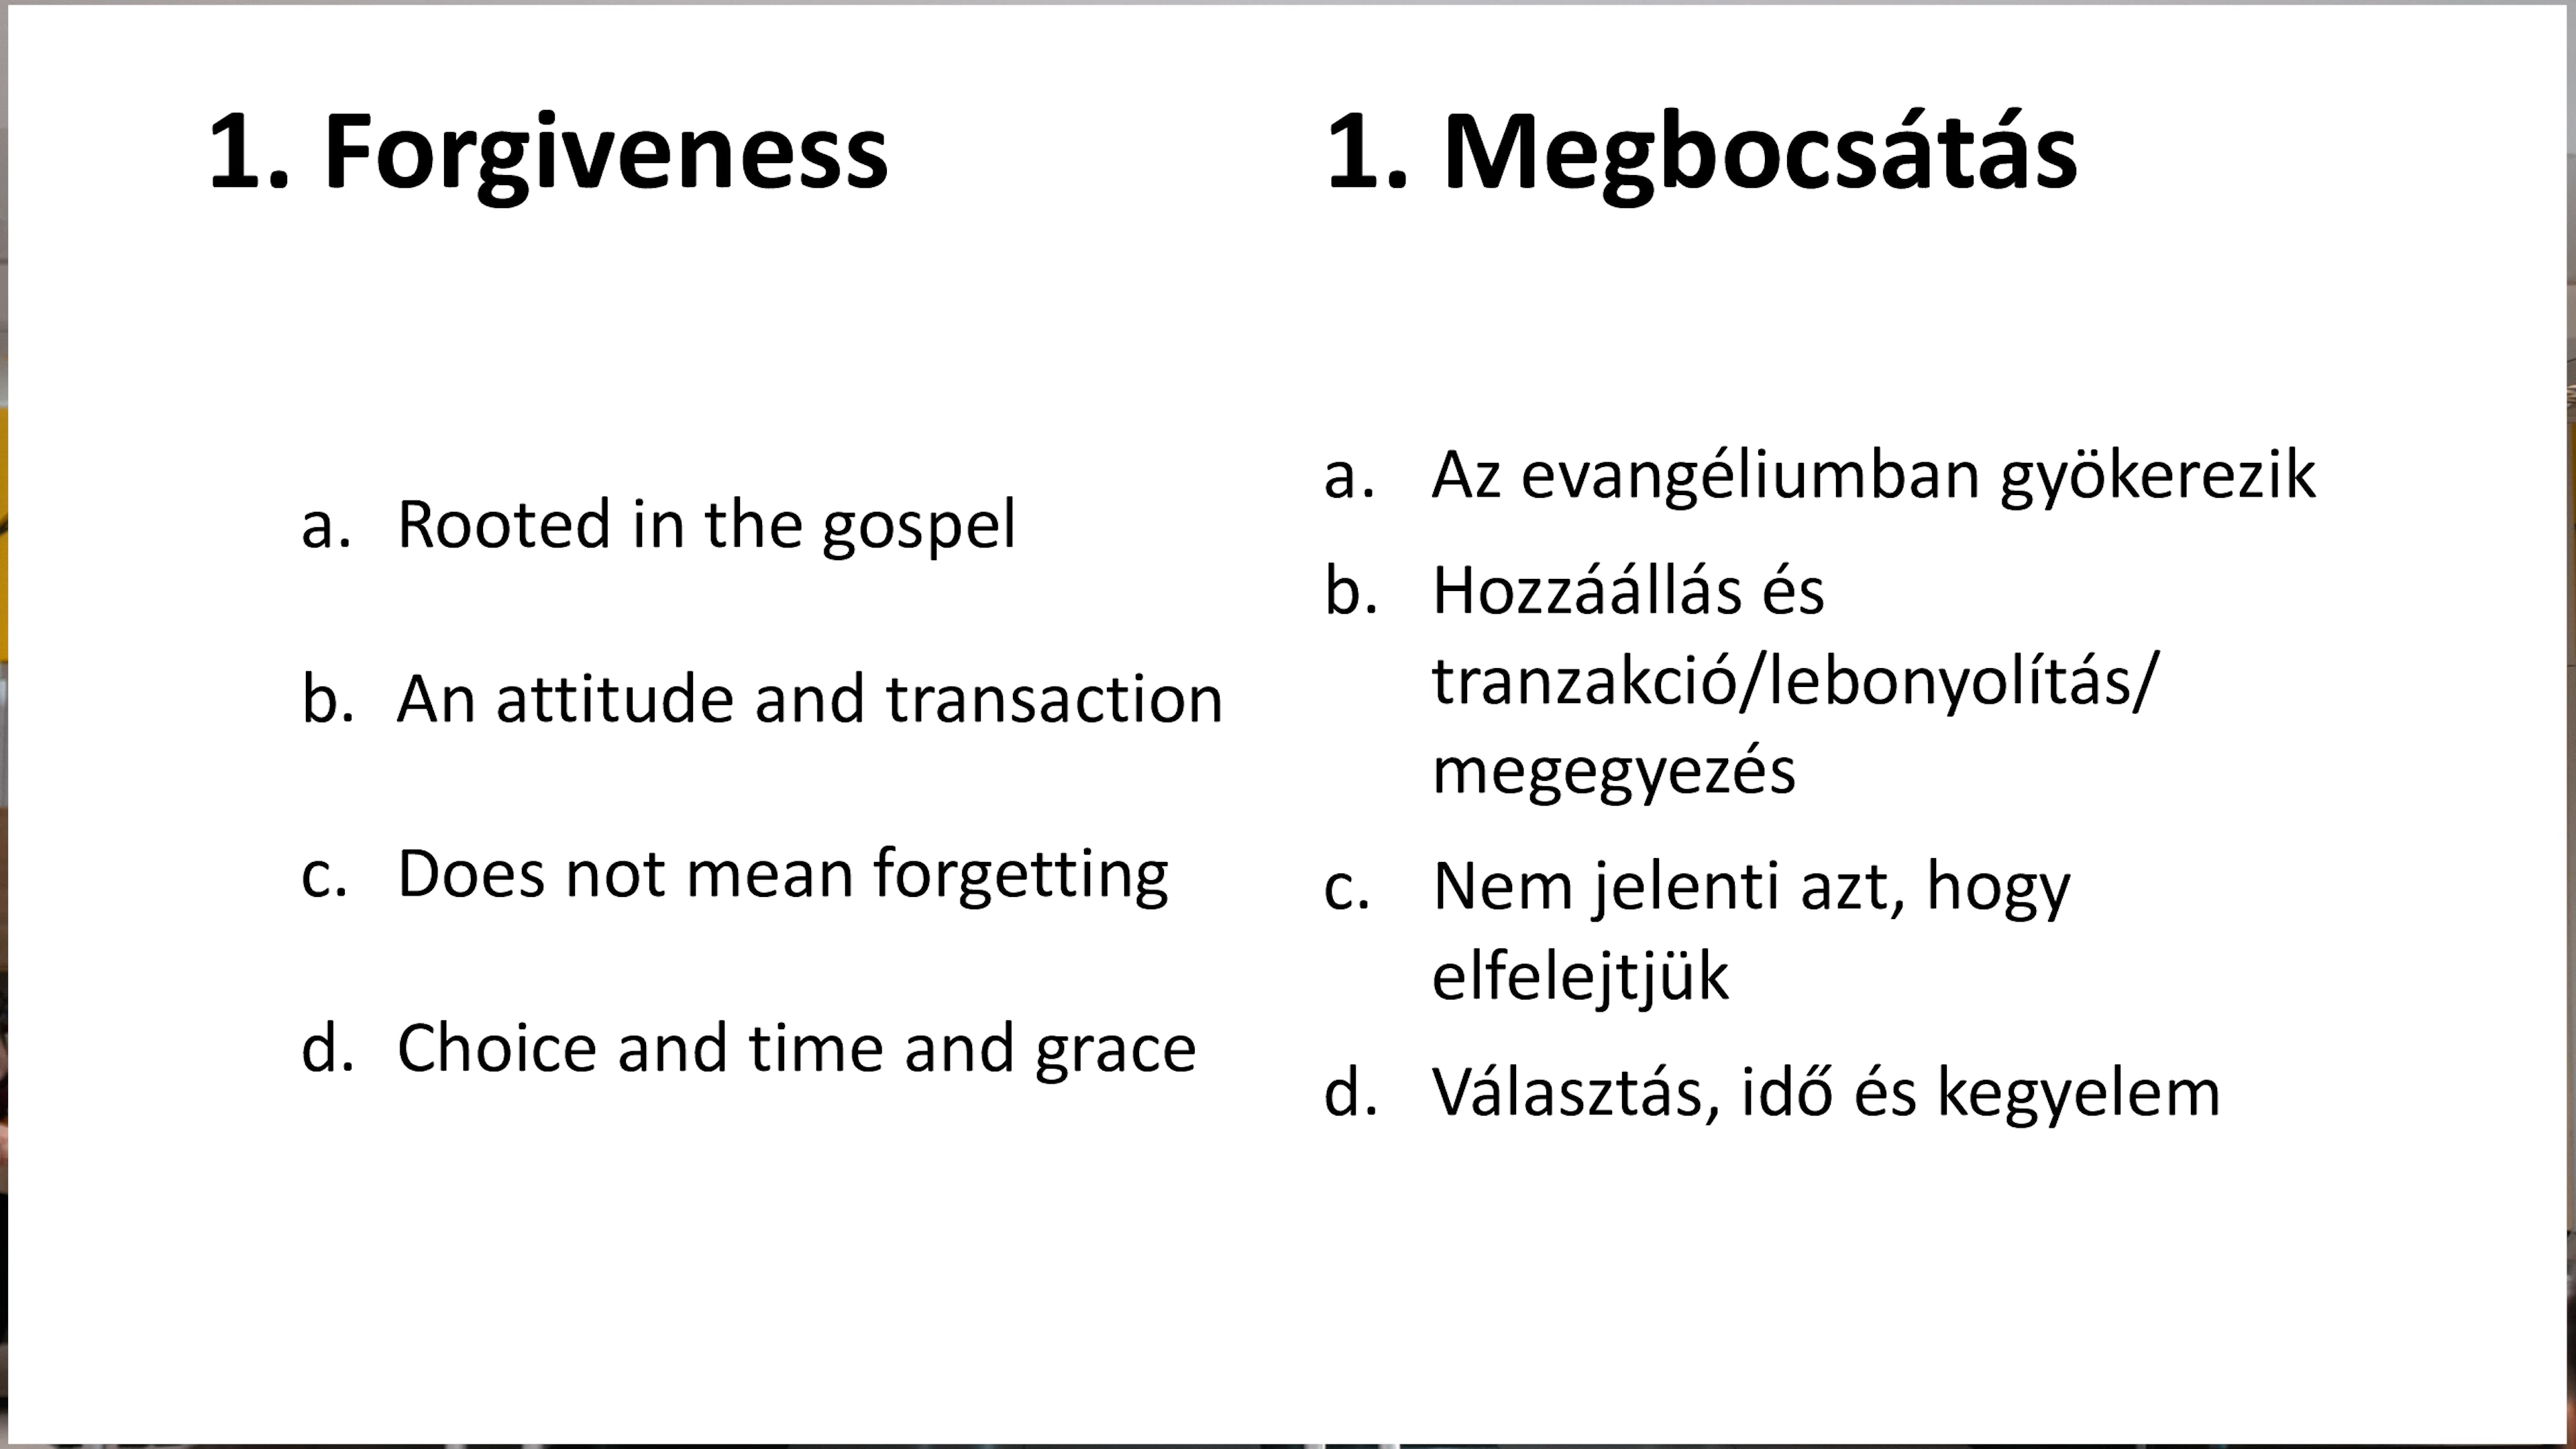 1. Forgiveness
a. Rooted in the gospel
b. An attitude and transaction
c. Does not mean forgetting
d. Choice and time and grace
1. Megbocsátás
a. Az evangéliumban gyökerezik
b. Hozzáállás és
tranzakció/lebonyolítás/
megegyezés
c. Nem jelenti azt, hogy
elfelejtjük
d. Választás, idő és kegyelem